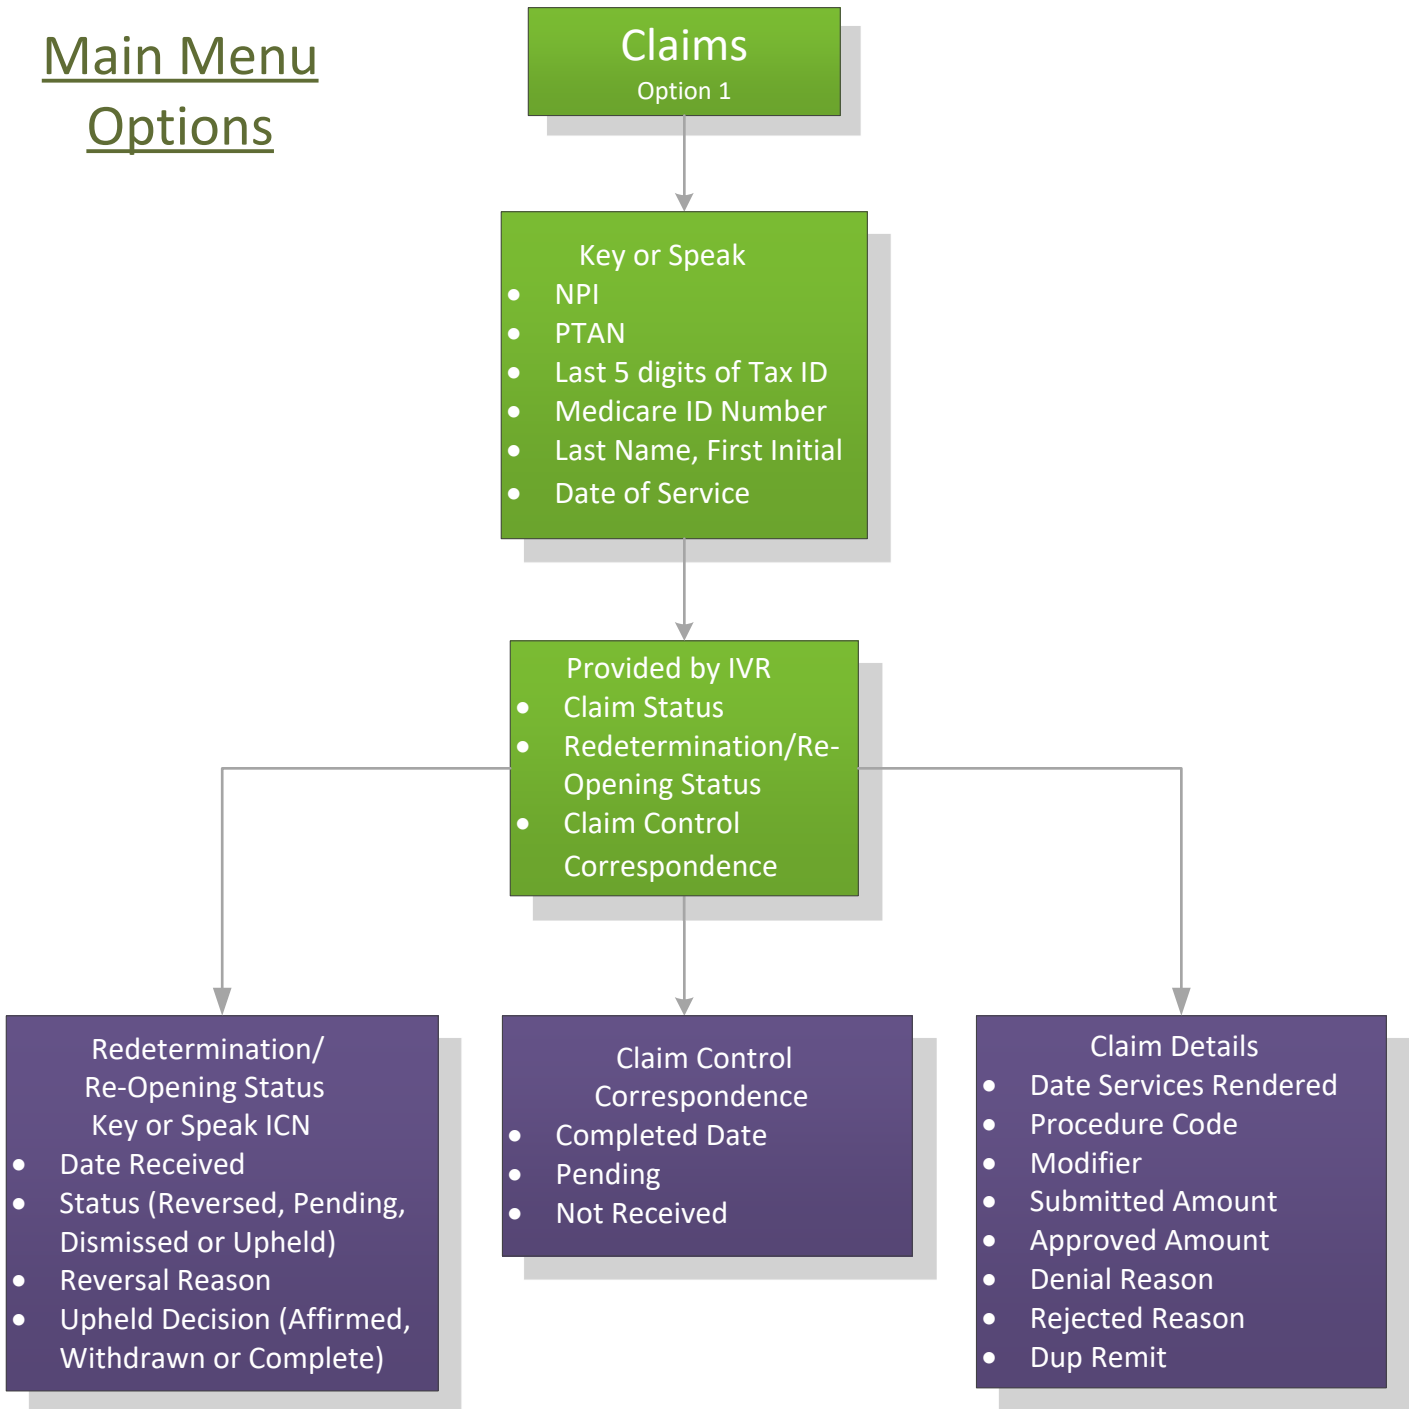 Main Menu
Options
Claims
Option 1
Key or Speak
• NPI
• PTAN
• Last 5 digits of Tax ID
• Medicare ID Number
• Last Name, First Initial
• Date of Service
Provided by IVR
• Claim Status
• Redetermination/Re-
Opening Status
• Claim Control
Correspondence
Redetermination/
Re-Opening Status
Key or Speak ICN
• Date Received
• Status (Reversed, Pending,
Dismissed or Upheld)
• Reversal Reason
• Upheld Decision (Affirmed,
Withdrawn or Complete)
Claim Control
Correspondence
• Completed Date
• Pending
• Not Received
Claim Details
• Date Services Rendered
• Procedure Code
• Modifier
• Submitted Amount
• Approved Amount
• Denial Reason
• Rejected Reason
• Dup Remit